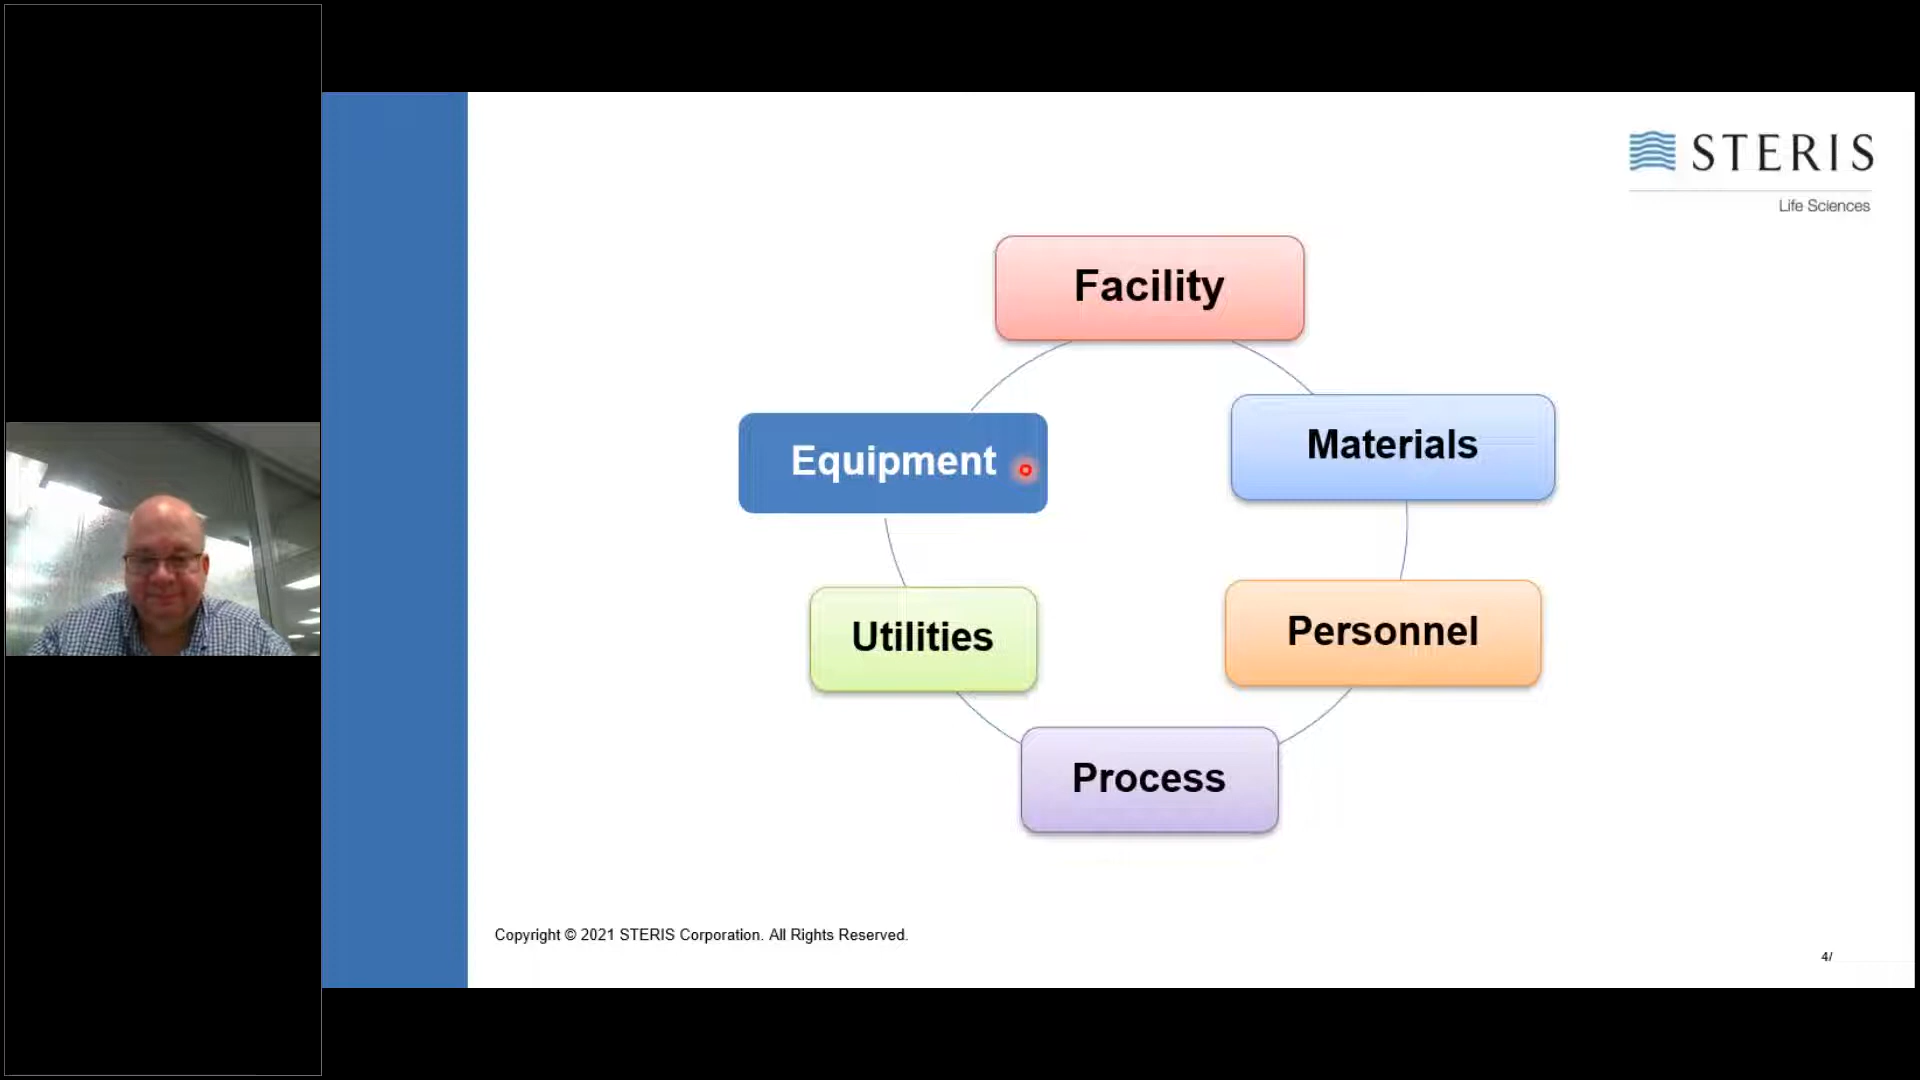 STERIS
Life Sciences
Facility
Materials
Equipment
Personnel
Utilities
Process
Copyright © 2021 STERIS Corporation. All Rights Reserved.
4/